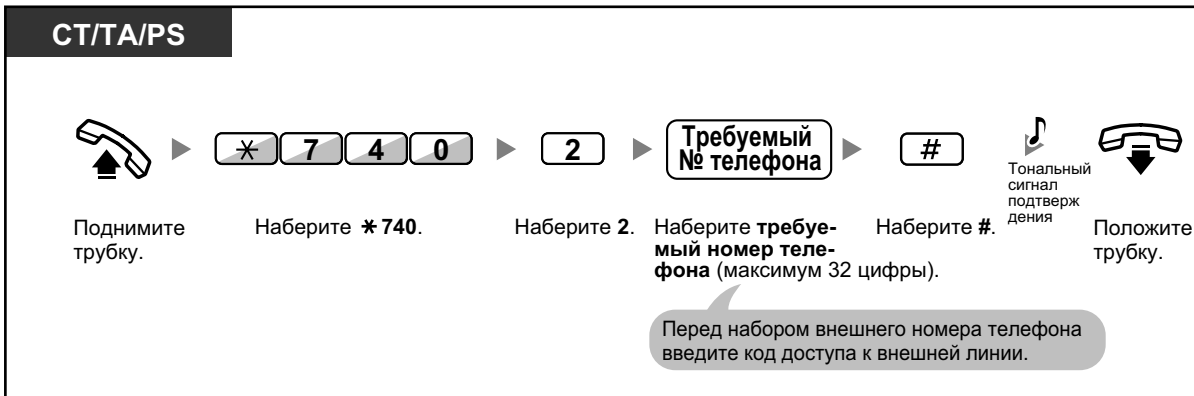 CT/TA/PS
* 7 4 0
2
Требуемый
№ телефона
#
Тональный
сигнал
подтверж
дения
Поднимите
трубку.
Наберите * 740.
Наберите 2.
Наберите требуе-
мый номер теле-
фона (максимум 32 цифры).
Наберите #.
Положите
трубку.
Перед набором внешнего номера телефона
введите код доступа к внешней линии.